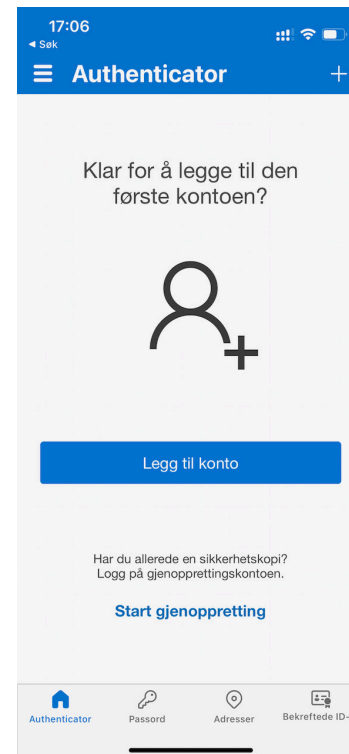 17:06
◀ Søk
Authenticator
Klar for å legge til den
første kontoen?
Legg til konto
Har du allerede en sikkerhetskopi?
Logg på gjenopprettingskontoen.
Start gjenoppretting
Authenticator
Passord
Adresser
Bekreftede ID-